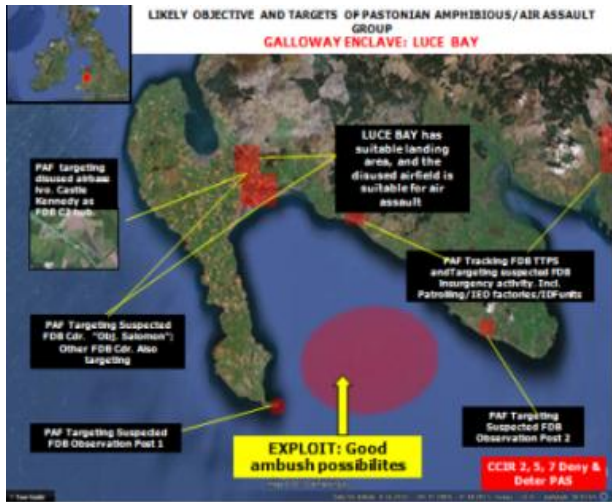 LIKELY OBJECTIVE AND TARGETS OF PASTONIAN AMPHIBIOUS/AIR ASSAULT
GROUP
GALLOWAY ENCLAVE: LUCE BAY
PAF targeting
disused airbase
ivo. Castle
Kennedy as
FDB C2 hub.
LUCE BAY has
suitable landing
area, and the
disused airfield is
suitable for air
assault
PAF Tracking FDB TTPS
andTargeting suspected FDB
Insurgency activity. Incl.
Patrolling/IED factories/IDFunits
PAF Targeting Suspected
FDB Cdr. "Obj. Salomon";
Other FDB Cdr. Also
targeting
PAF Targeting Suspected
FDB Observation Post 1
EXPLOIT: Good
ambush possibilites
PAF Targeting
Suspected FDB
Observation Post 2
CCIR 2, 5, 7 Deny &
Deter PAS